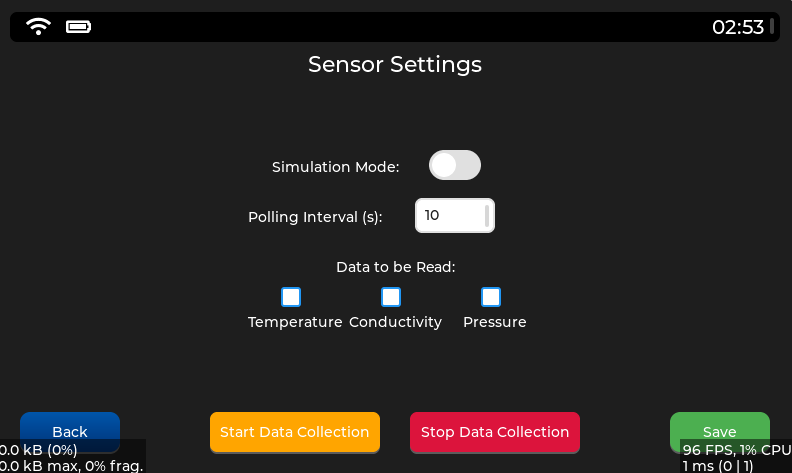 02:53
Sensor Settings
Simulation Mode:
Polling Interval (s):
10
Data to be Read:
Temperature Conductivity Pressure
Back Start Data Collection Stop Data Collection Save
0.0 kB (0%)
0.0 kB max, 0% frag.
96 FPS, 1% CPU
1 ms (0 | 1)